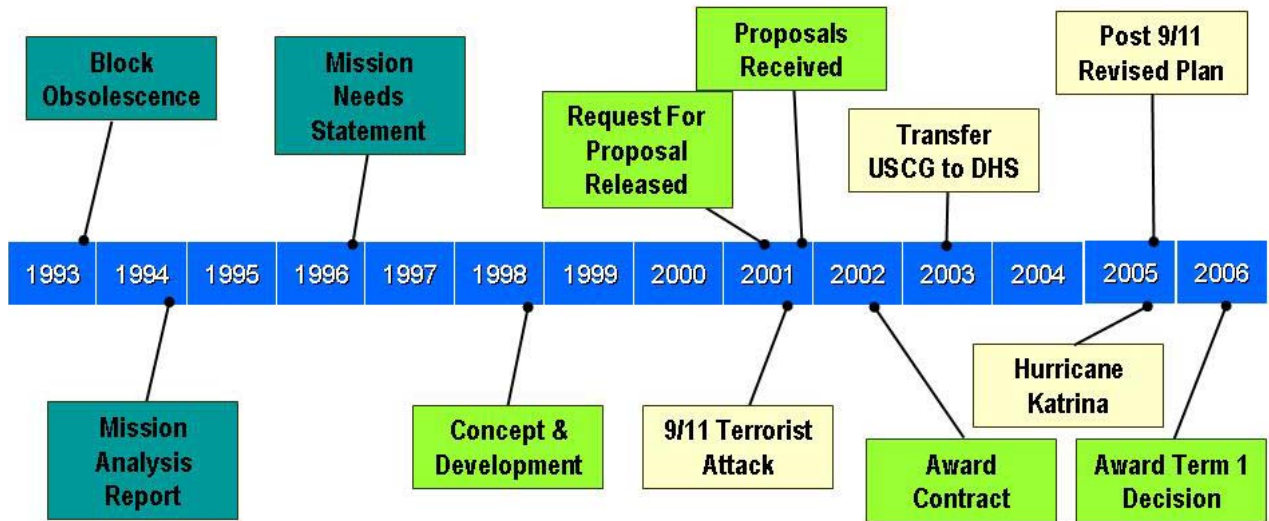 Block
Obsolescence
Mission
Needs
Statement
Request For
Proposal
Released
Proposals
Received
Transfer
USCG to DHS
Post 9/11
Revised Plan
1993 1994 1995 1996 1997 1998 1999 2000 2001 2002 2003 2004 2005 2006
Mission
Analysis
Report
Concept &
Development
9/11 Terrorist
Attack
Award
Contract
Hurricane
Katrina
Award Term 1
Decision